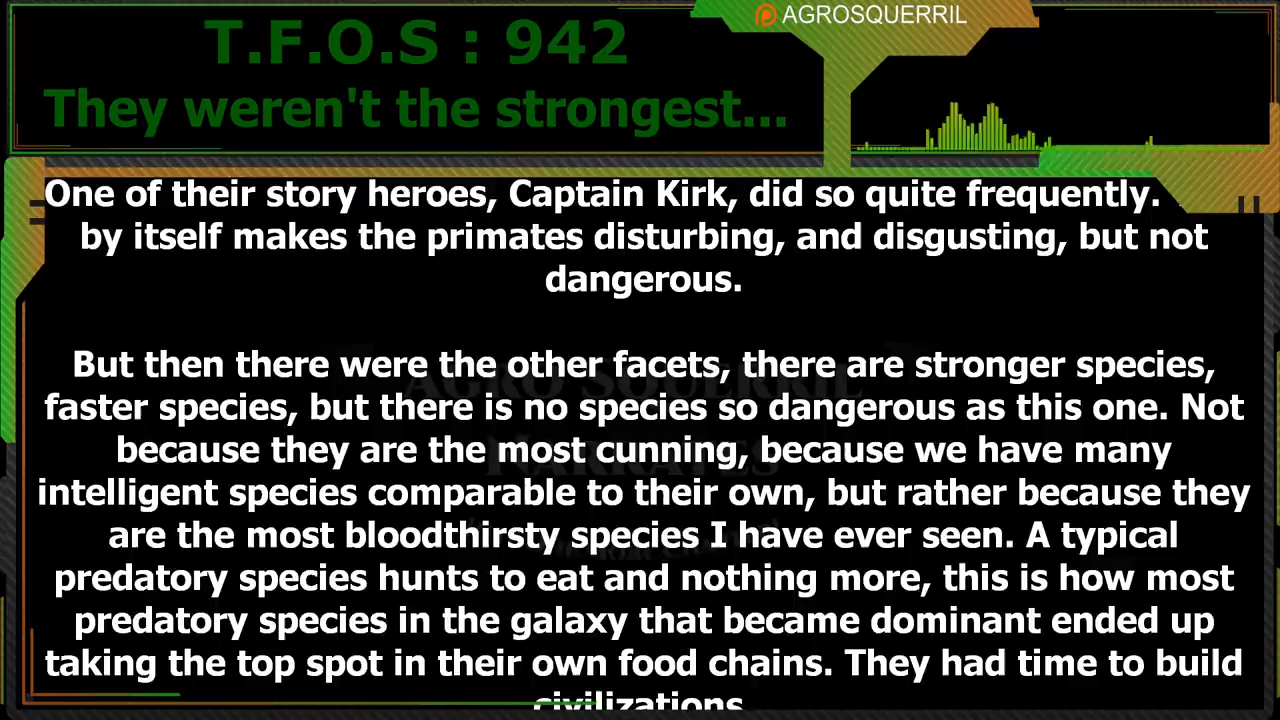 AGROSQUERRIL
T.F.O.S : 942
They weren't the strongest...
One of their story heroes, Captain Kirk, did so quite frequently.
by itself makes the primates disturbing, and disgusting, but not
dangerous.
But then there were the other facets, there are stronger species,
faster species, but there is no species so dangerous as this one. Not
because they are the most cunning, because we have many
intelligent species comparable to their own, but rather because they
are the most bloodthirsty species I have ever seen. A typical
predatory species hunts to eat and nothing more, this is how most
predatory species in the galaxy that became dominant ended up
taking the top spot in their own food chains. They had time to build
civilizations
AGRO SQUERRIL
NARRATES